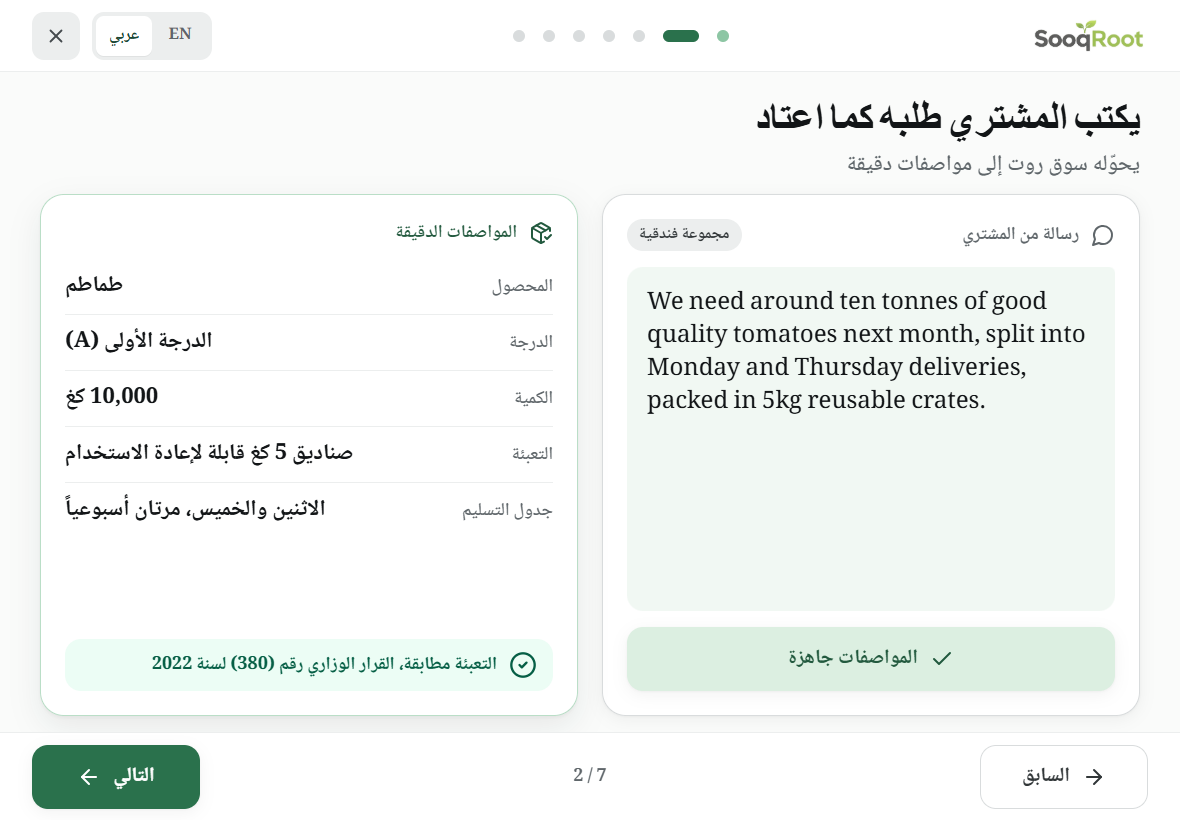 SooqRoot
عربي
EN
يكتب المشتري طلبه كما اعتاد
يحوّله سوق روت إلى مواصفات دقيقة
رسالة من المشتري
مجموعة فندقية
We need around ten tonnes of good
quality tomatoes next month, split into
Monday and Thursday deliveries,
packed in 5kg reusable crates.
المواصفات جاهزة
المواصفات الدقيقة
المحصول طماطم
الدرجة الدرجة الأولى (A)
الكمية 10,000 كغ
التعبئة صناديق 5 كغ قابلة لإعادة الاستخدام
جدول التسليم الاثنين والخميس، مرتان أسبوعياً
التعبئة مطابقة، القرار الوزاري رقم (380) لسنة 2022
السابق
2 / 7
التالي